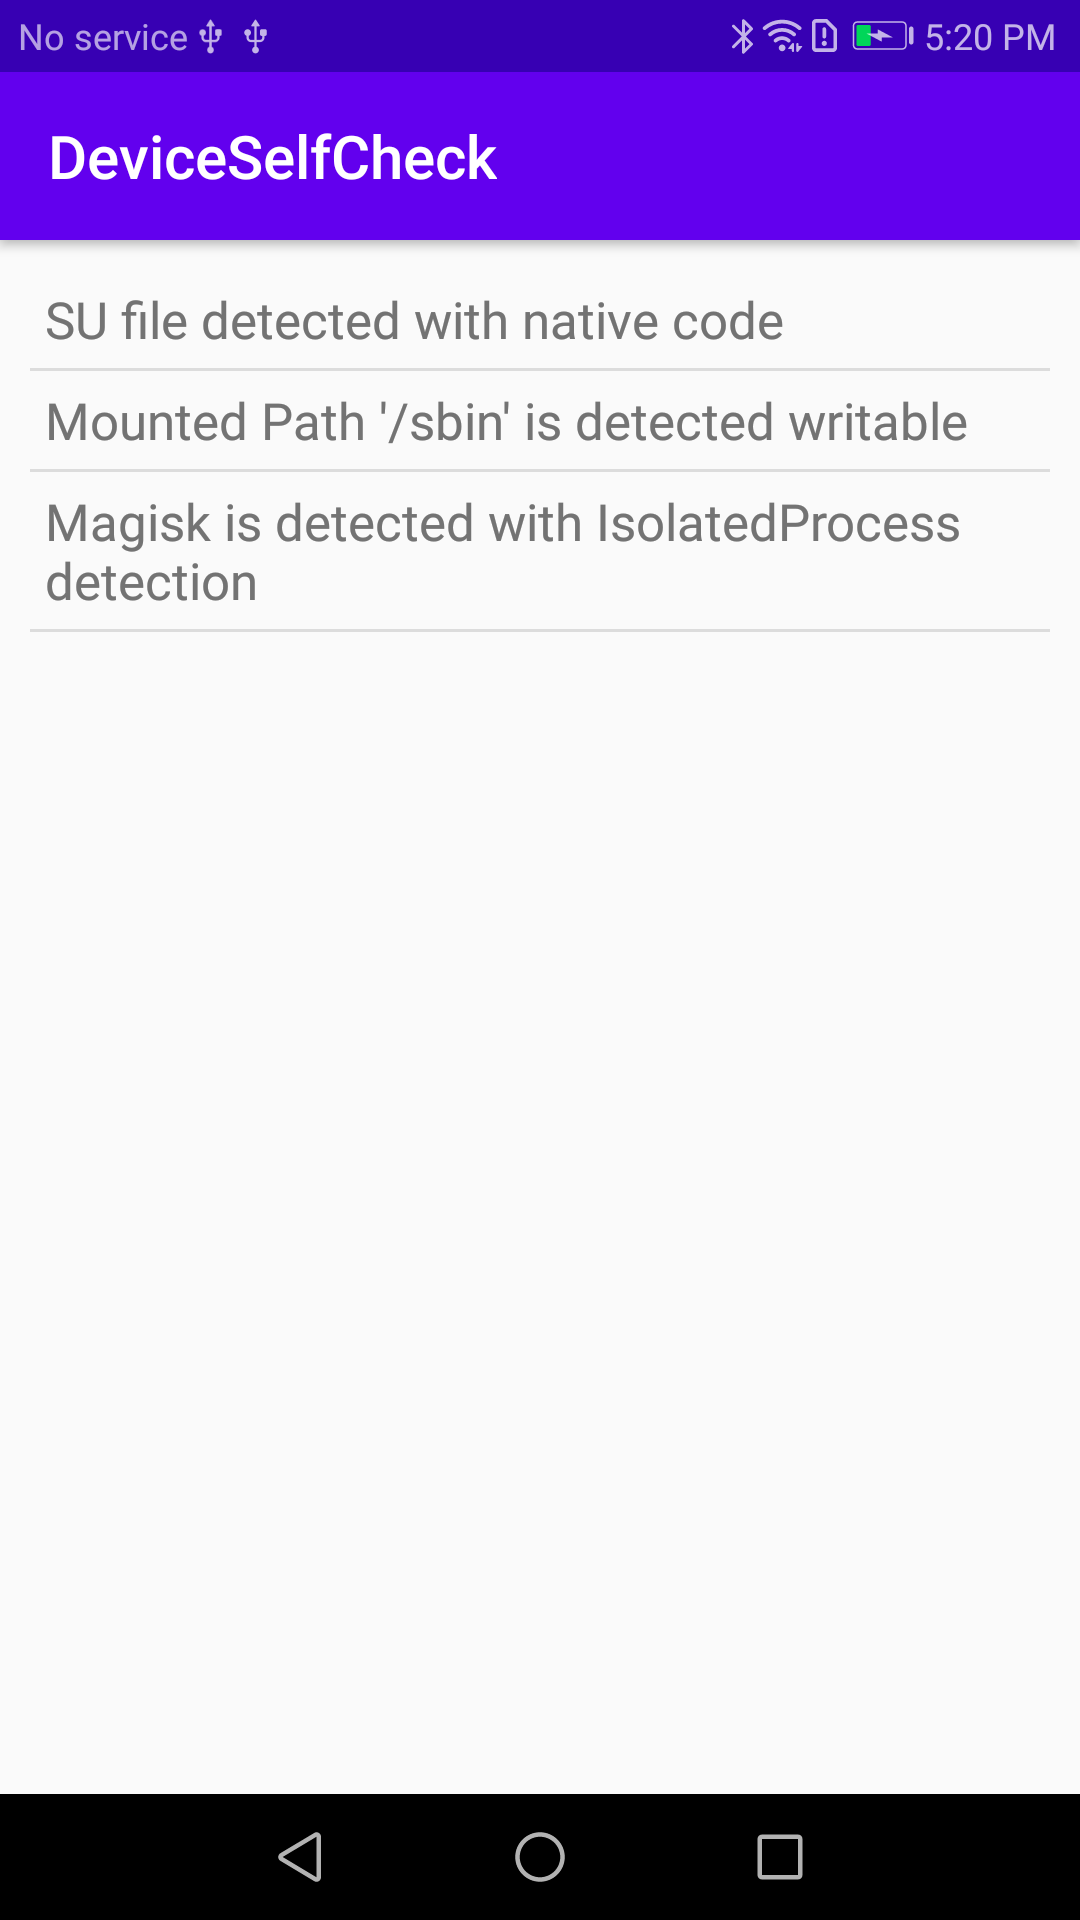 No service
5:20 PM
DeviceSelfCheck
SU file detected with native code
Mounted Path '/sbin' is detected writable
Magisk is detected with IsolatedProcess
detection